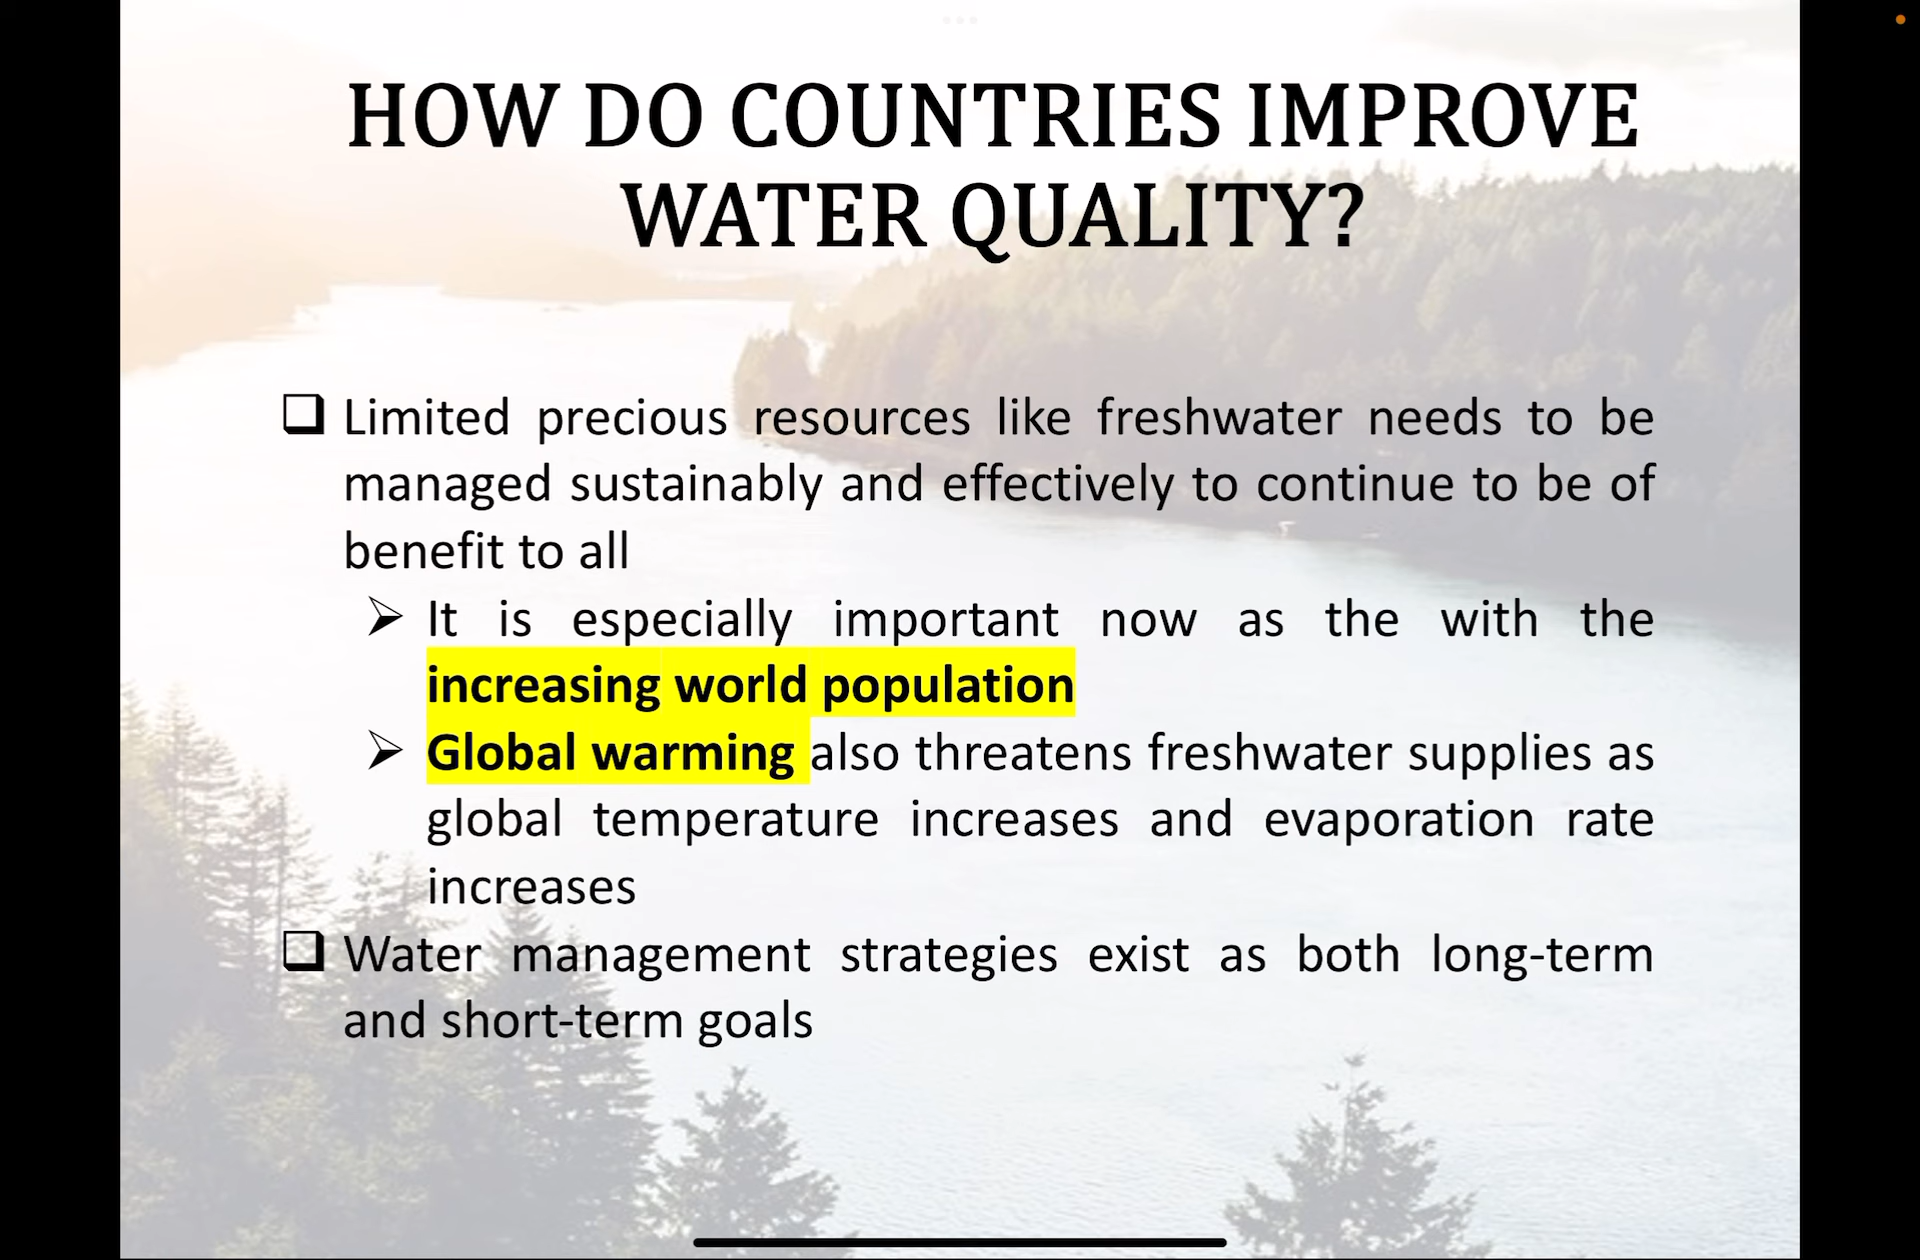 HOW DO COUNTRIES IMPROVE
WATER QUALITY?
Limited precious resources like freshwater needs to be
managed sustainably and effectively to continue to be of
benefit to all
It is especially important now as the with the
increasing world population
Global warming also threatens freshwater supplies as
global temperature increases and evaporation rate
increases
Water management strategies exist as both long-term
and short-term goals